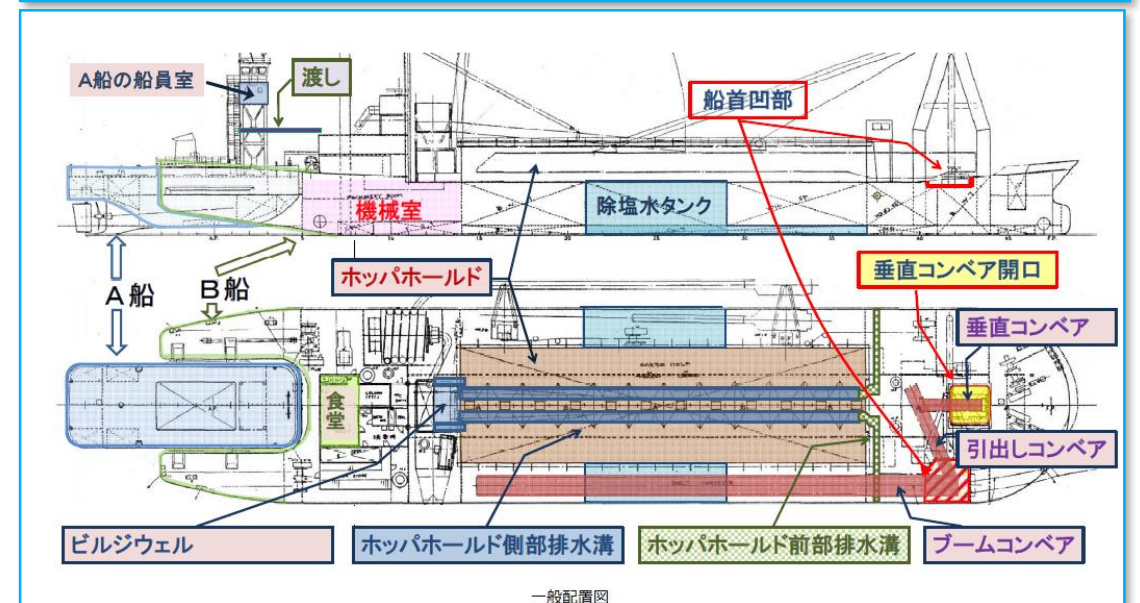 A船の船員室
渡し
船首凹部
機械室
除塩水タンク
ホッパホールド
垂直コンベア開口
A船
B船
垂直コンベア
食堂
引出しコンベア
ビルジウェル
ホッパホールド側部排水溝
ホッパホールド前部排水溝
ブームコンベア
一般配置図